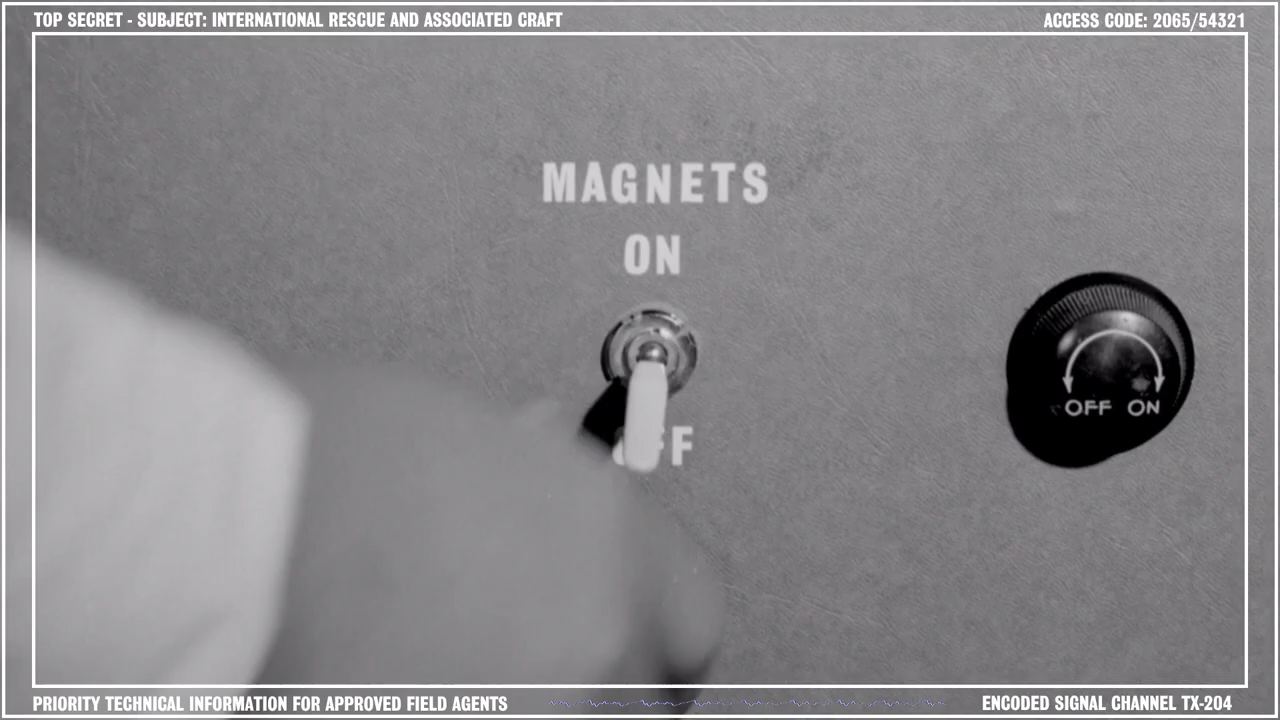 TOP SECRET - SUBJECT: INTERNATIONAL RESCUE AND ASSOCIATED CRAFT
ACCESS CODE: 2065/54321
MAGNETS
ON
OFF ON
PRIORITY TECHNICAL INFORMATION FOR APPROVED FIELD AGENTS
ENCODED SIGNAL CHANNEL TX-204